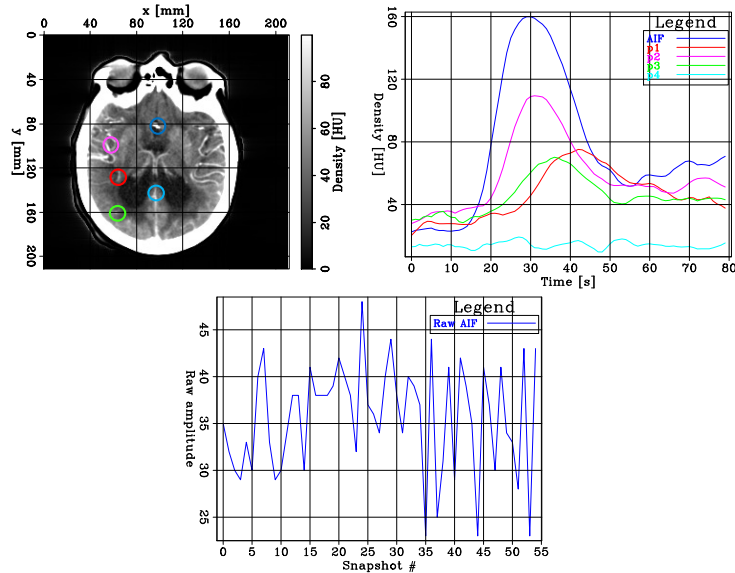 x [mm]
0 40 80 120 160 200
0 40 80 120 160 200
y [mm]
0 20 40 60 80
Density [HU]
Legend
AIF
p1
p2
p3
p4
160
120
80
40
Density [HU]
0 10 20 30 40 50 60 70 80
Time [s]
Legend
Raw AIF
45
40
35
30
25
Raw amplitude
0 5 10 15 20 25 30 35 40 45 50 55
Snapshot #